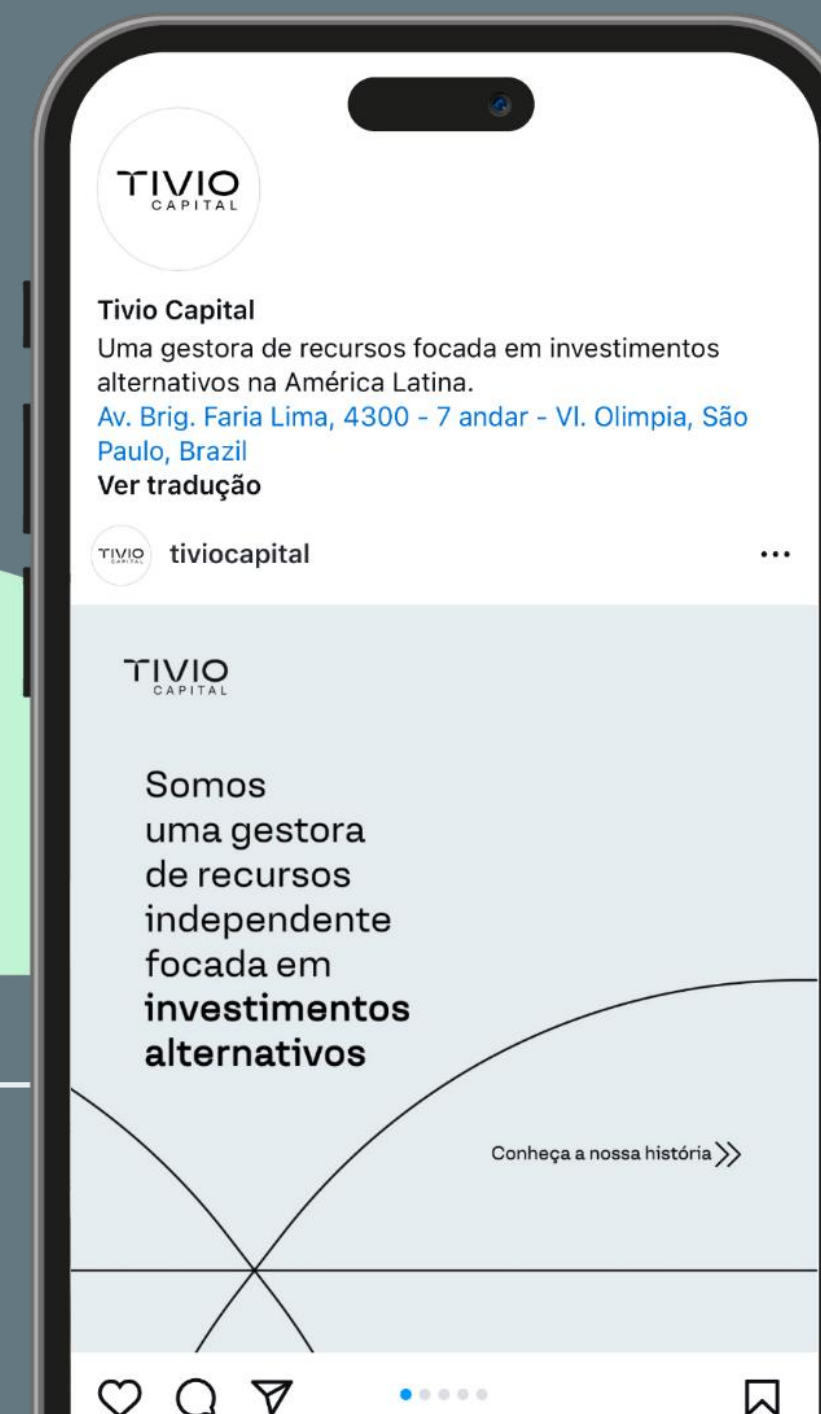 TIVIO
CAPITAL
Tivio Capital
Uma gestora de recursos focada em investimentos
alternativos na América Latina.
Av. Brig. Faria Lima, 4300 - 7 andar - Vl. Olimpia, São
Paulo, Brazil
Ver tradução
TIVIO
CAPITAL
tiviocapital
TIVIO
CAPITAL
Somos
uma gestora
de recursos
independente
focada em
investimentos
alternativos
Conheça a nossa história